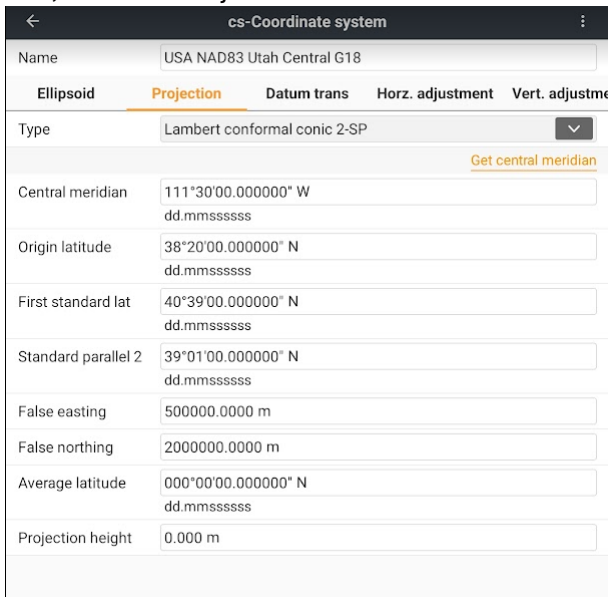 cs-Coordinate system
Name USA NAD83 Utah Central G18
Ellipsoid Projection Datum trans Horz. adjustment Vert. adjustme
Type Lambert conformal conic 2-SP
Get central meridian
Central meridian 111°30'00.000000" W
dd.mmssssss
Origin latitude 38°20'00.000000" N
dd.mmssssss
First standard lat 40°39'00.000000" N
dd.mmssssss
Standard parallel 2 39°01'00.000000" N
dd.mmssssss
False easting 500000.0000 m
False northing 2000000.0000 m
Average latitude 000°00'00.000000" N
dd.mmssssss
Projection height 0.000 m